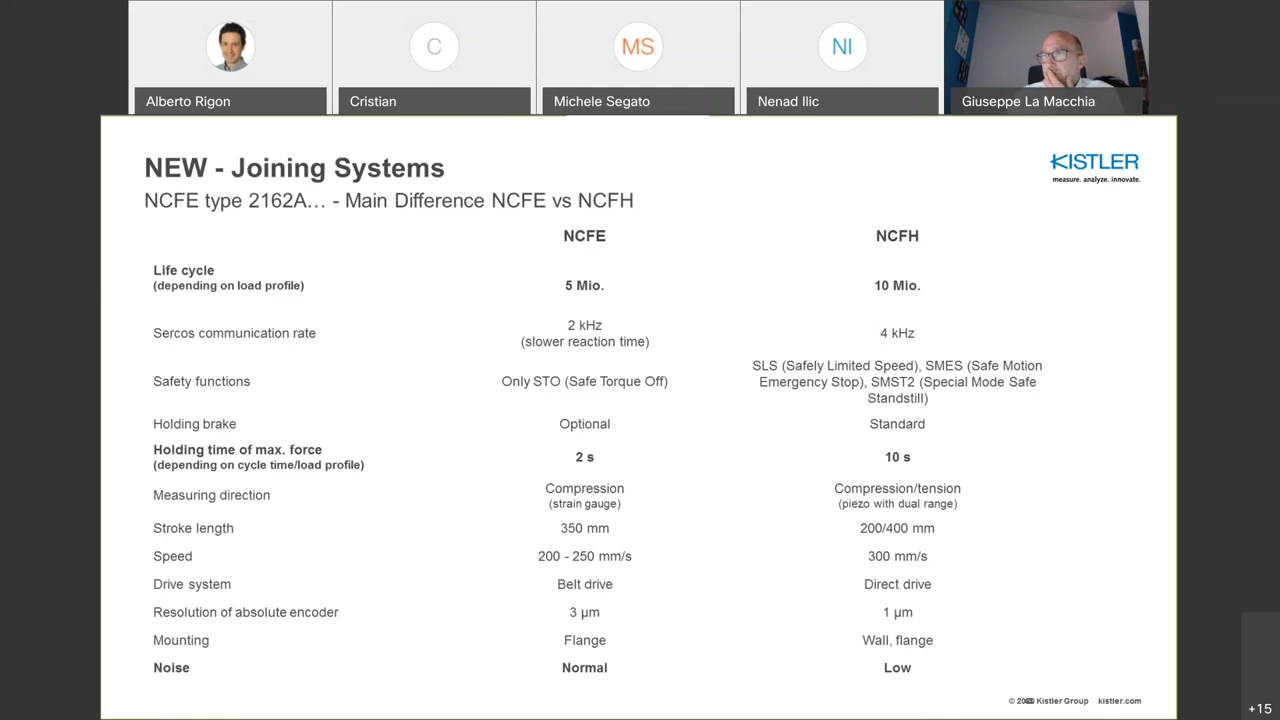 C
MS
NI
Alberto Rigon
Cristian
Michele Segato
Nenad Ilic
Giuseppe La Macchia
NEW - Joining Systems
KISTLER
measure. analyze. innovate.
NCFE type 2162A… - Main Difference NCFE vs NCFH
NCFE
NCFH
Life cycle
(depending on load profile)
5 Mio.
10 Mio.
Sercos communication rate
2 kHz
(slower reaction time)
4 kHz
Safety functions
Only STO (Safe Torque Off)
SLS (Safely Limited Speed), SMES (Safe Motion
Emergency Stop), SMST2 (Special Mode Safe
Standstill)
Holding brake
Optional
Standard
Holding time of max. force
(depending on cycle time/load profile)
2 s
10 s
Measuring direction
Compression
(strain gauge)
Compression/tension
(piezo with dual range)
Stroke length
350 mm
200/400 mm
Speed
200 - 250 mm/s
300 mm/s
Drive system
Belt drive
Direct drive
Resolution of absolute encoder
3 µm
1 µm
Mounting
Flange
Wall, flange
Noise
Normal
Low
© Kistler Group kistler.com
+15